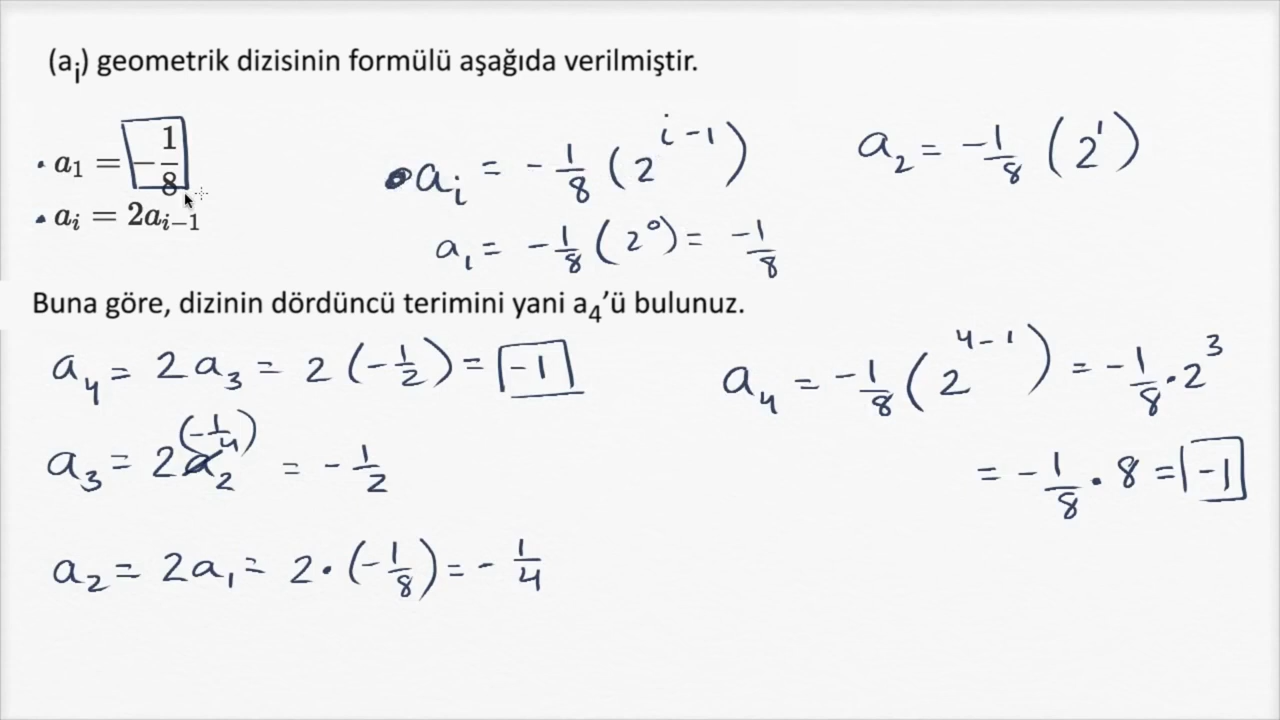 (aᵢ) geometrik dizisinin formülü aşağıda verilmiştir.
• a₁ = -1/8
• aᵢ = 2aᵢ₋₁
• aᵢ = -1/8 (2^(i-1))
a₁ = -1/8 (2⁰) = -1/8
a₂ = -1/8 (2¹)
Buna göre, dizinin dördüncü terimini yani a₄'ü bulunuz.
a₄ = 2a₃ = 2 (-1/2) = -1
a₃ = 2a₂ (-1/4) = -1/2
a₂ = 2a₁ = 2 · (-1/8) = -1/4
a₄ = -1/8 (2^(4-1)) = -1/8 · 2³
= -1/8 · 8 = -1